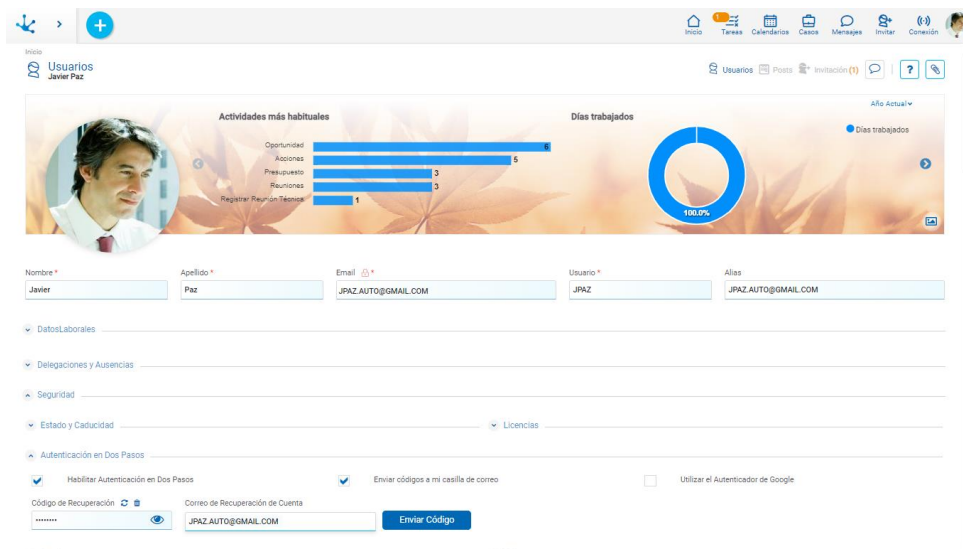 Inicio
1
Tareas
Calendarios
Casos
Mensajes
Invitar
Conexión
Inicio
Usuarios
Javier Paz
Usuarios
Posts
Invitación (1)
?
Año Actual
Actividades más habituales
Oportunidad
6
Acciones
5
Presupuesto
3
Reuniones
3
Registrar Reunión Técnica
1
Días trabajados
100.0%
Días trabajados
Nombre *
Apellido *
Email *
Usuario *
Alias
Javier
Paz
JPAZ.AUTO@GMAIL.COM
JPAZ
JPAZ.AUTO@GMAIL.COM
DatosLaborales
Delegaciones y Ausencias
Seguridad
Estado y Caducidad
Licencias
Autenticación en Dos Pasos
Habilitar Autenticación en Dos Pasos
Enviar códigos a mi casilla de correo
Utilizar el Autenticador de Google
Código de Recuperación
Correo de Recuperación de Cuenta
••••••••
JPAZ.AUTO@GMAIL.COM
Enviar Código